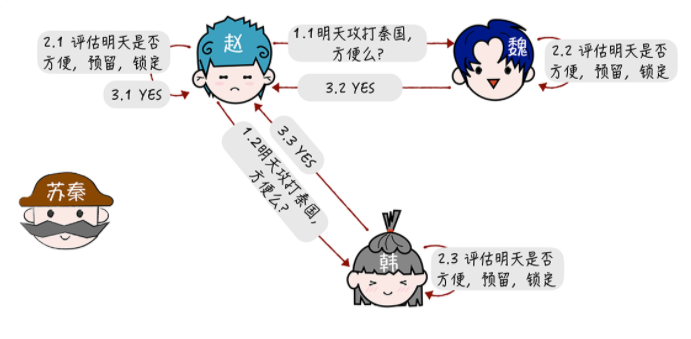 赵
1.1明天攻打秦国，
方便么？
魏
2.1 评估明天是否
方便，预留，锁定
2.2 评估明天是否
方便，预留，锁定
3.1 YES
3.2 YES
1.2明天攻打秦国，
方便么？
3.3 YES
苏秦
韩
2.3 评估明天是否
方便，预留，锁定